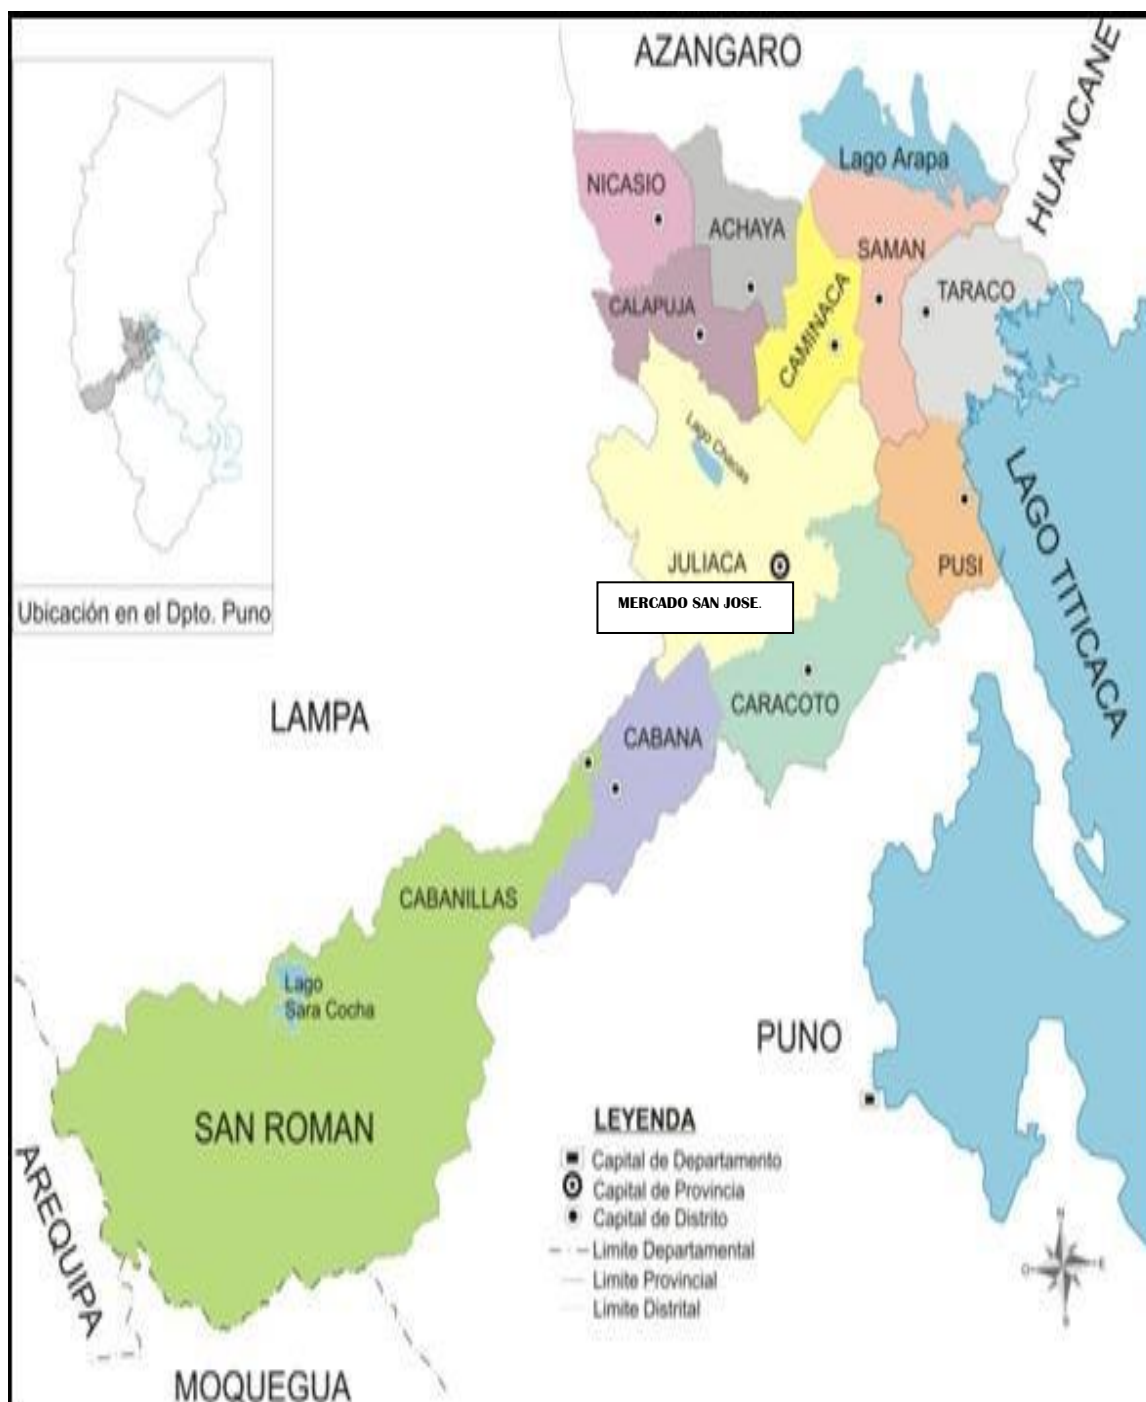 AZANGARO
HUANCANE
Lago Arapa
NICASIO
ACHAYA
SAMAN
TARACO
CALAPUJA
CAMINACA
Lago Chacas
LAGO TITICACA
JULIACA
PUSI
MERCADO SAN JOSE.
Ubicación en el Dpto. Puno
LAMPA
CARACOTO
CABANA
CABANILLAS
Lago
Sara Cocha
PUNO
SAN ROMAN
AREQUIPA
MOQUEGUA
LEYENDA
Capital de Departamento
Capital de Provincia
Capital de Distrito
Limite Departamental
Limite Provincial
Limite Distrital
N
O
E
S